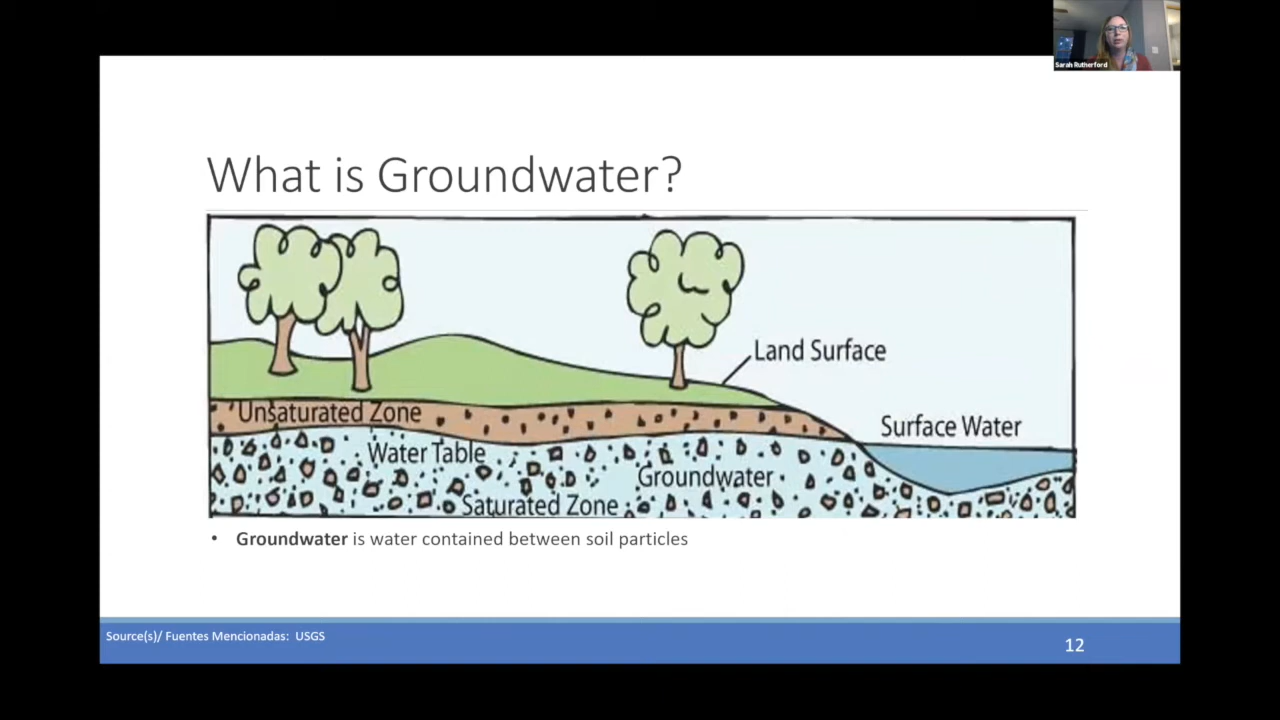 Sarah Rutherford
What is Groundwater?
Land Surface
Unsaturated Zone
Surface Water
Water Table
Groundwater
Saturated Zone
• Groundwater is water contained between soil particles
Source(s)/ Fuentes Mencionadas: USGS
12